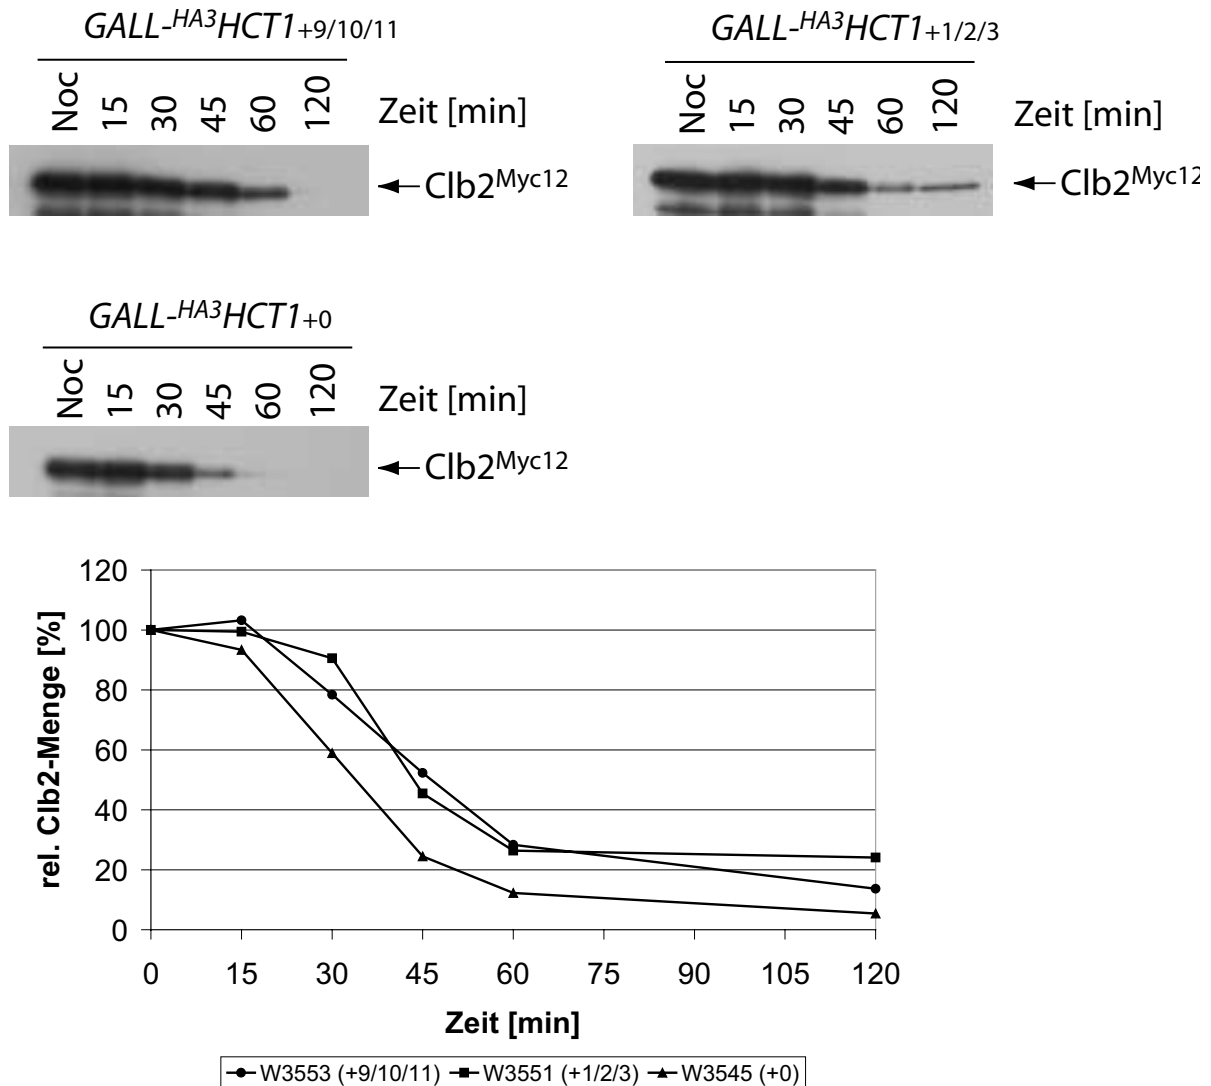 GALL-HA3HCT1+9/10/11
Noc 15 30 45 60 120 Zeit [min]
Clb2Myc12
GALL-HA3HCT1+1/2/3
Noc 15 30 45 60 120 Zeit [min]
Clb2Myc12
GALL-HA3HCT1+0
Noc 15 30 45 60 120 Zeit [min]
Clb2Myc12
rel. Clb2-Menge [%]
120
100
80
60
40
20
0
0 15 30 45 60 75 90 105 120
Zeit [min]
W3553 (+9/10/11) W3551 (+1/2/3) W3545 (+0)